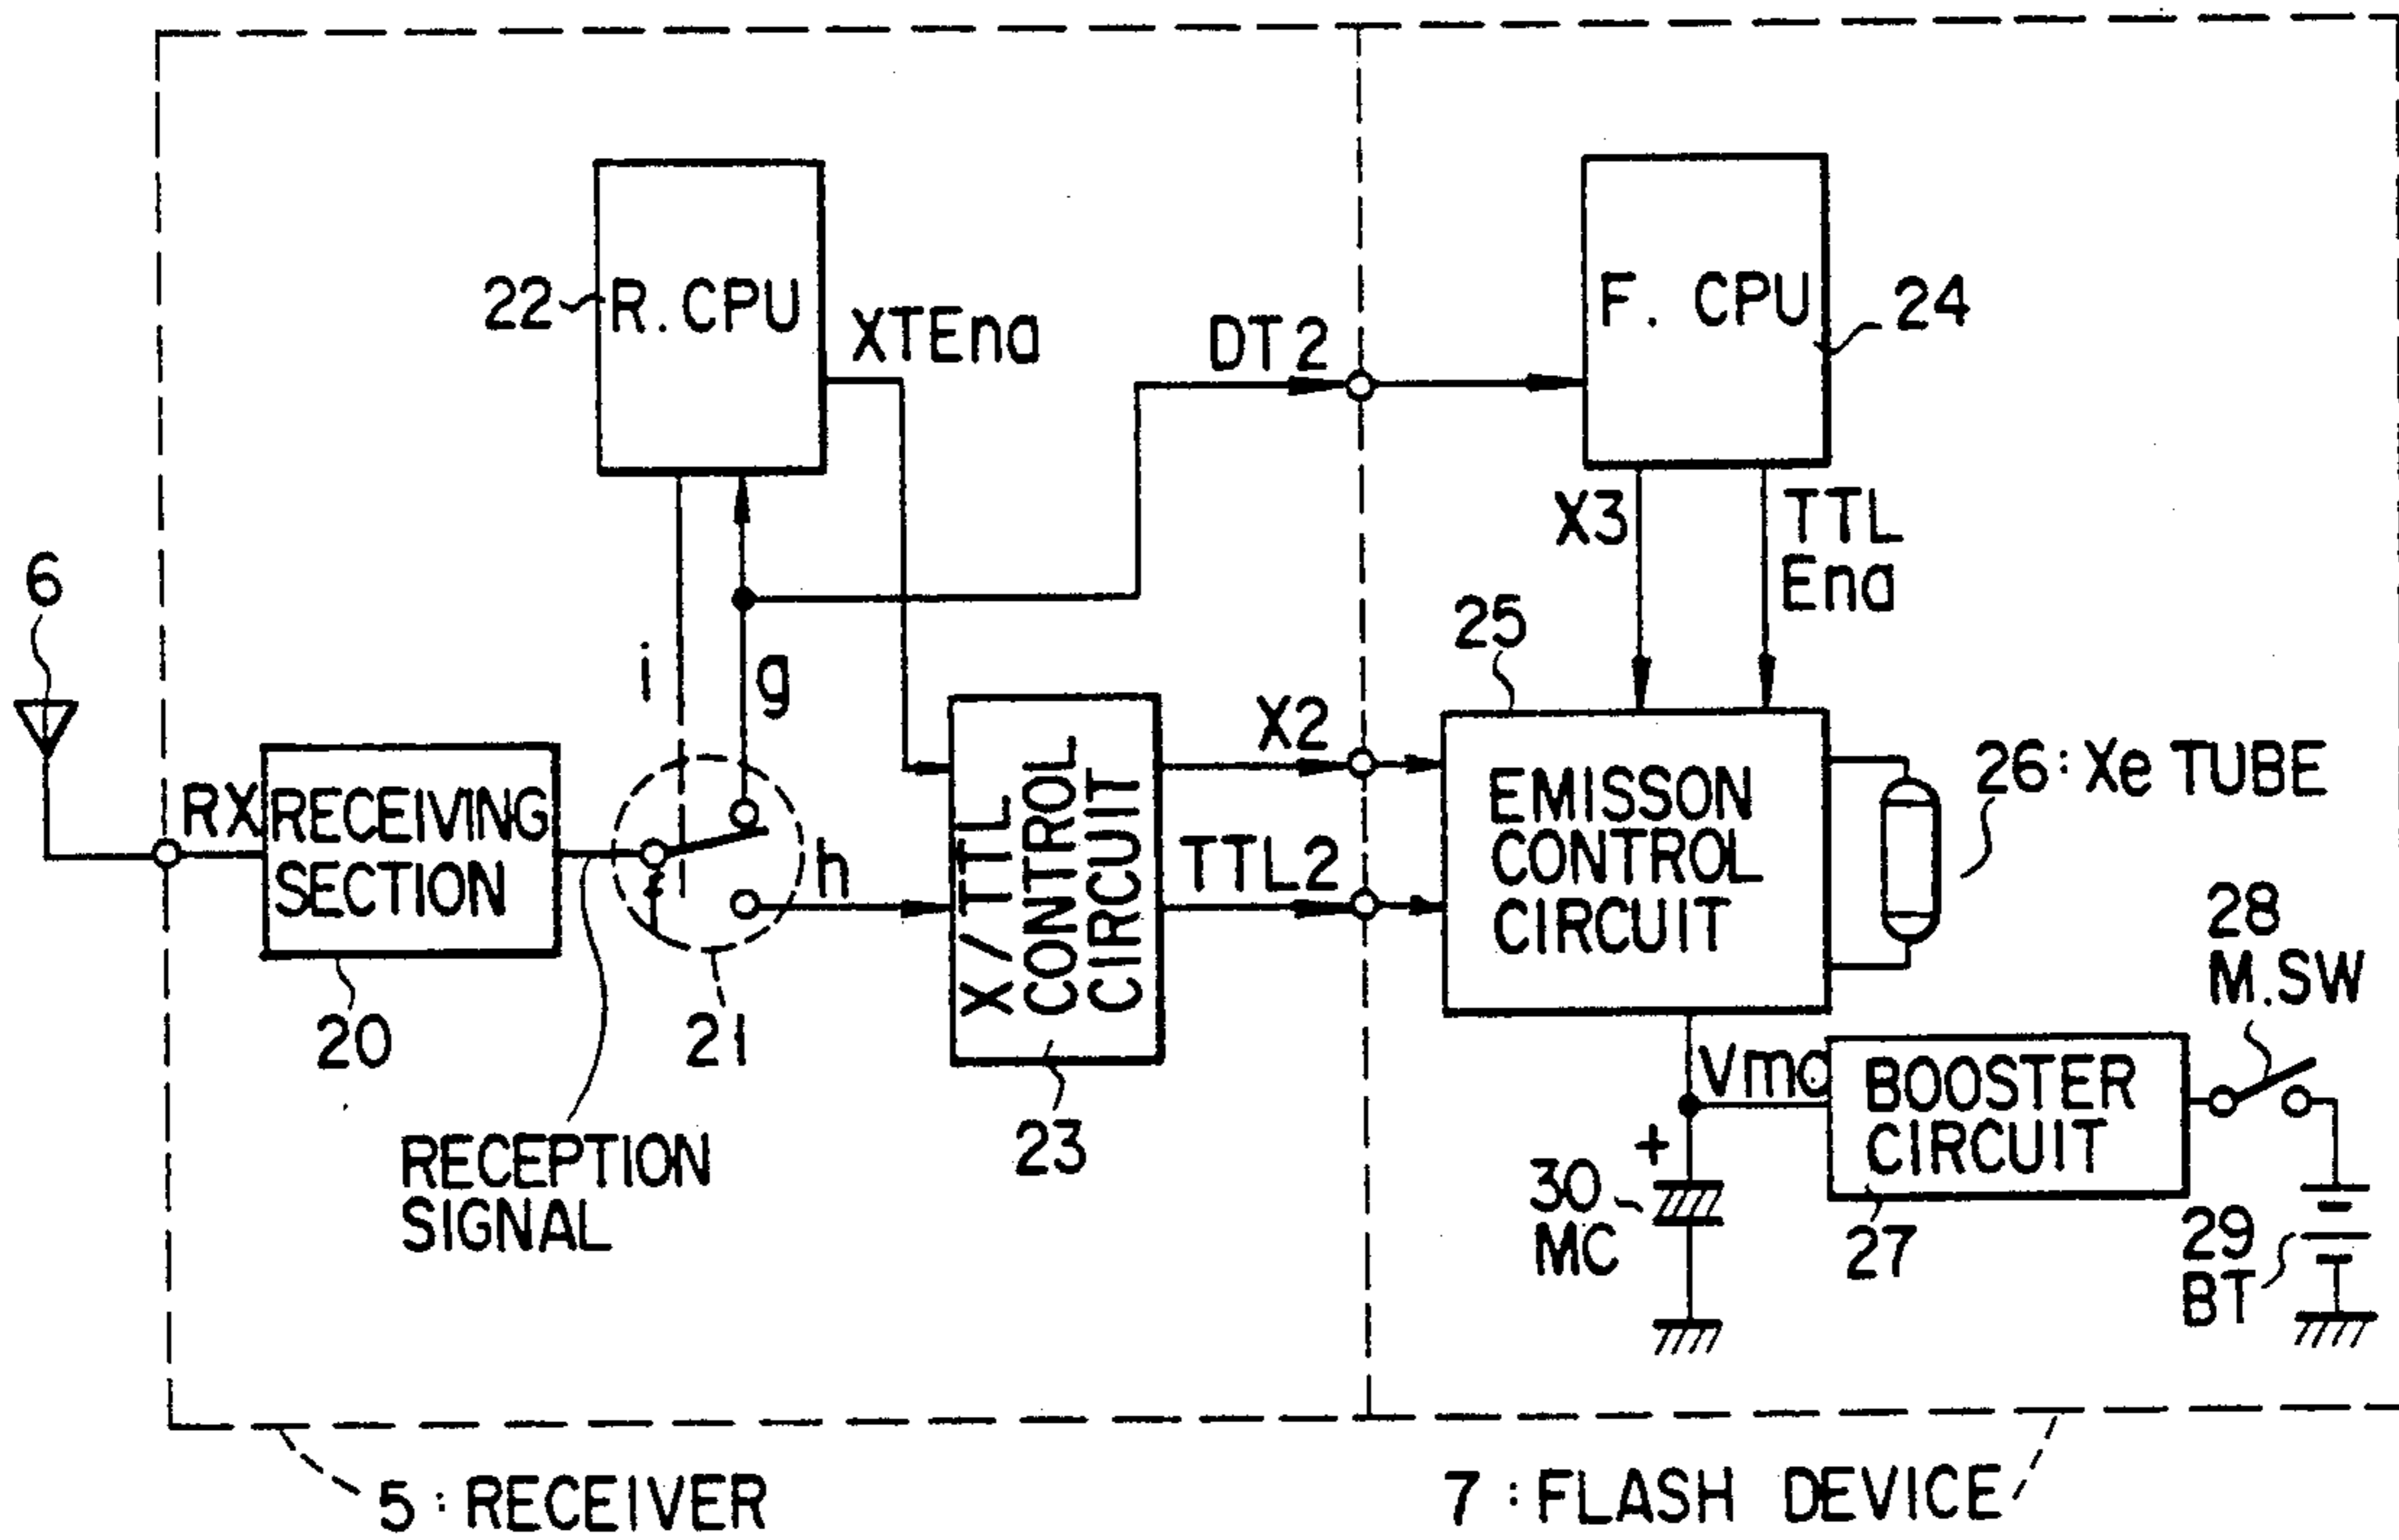 22
R. CPU
XTEna
DT2
F. CPU
24
X3
TTL
Ena
6
i
g
25
X2
RX
RECEIVING
SECTION
f
h
X/TTL
CONTROL
CIRCUIT
TTL2
EMISSON
CONTROL
CIRCUIT
26 : Xe TUBE
28
M.SW
20
21
23
RECEPTION
SIGNAL
Vmc
BOOSTER
CIRCUIT
27
+
30
MC
29
BT
5 : RECEIVER
7 : FLASH DEVICE